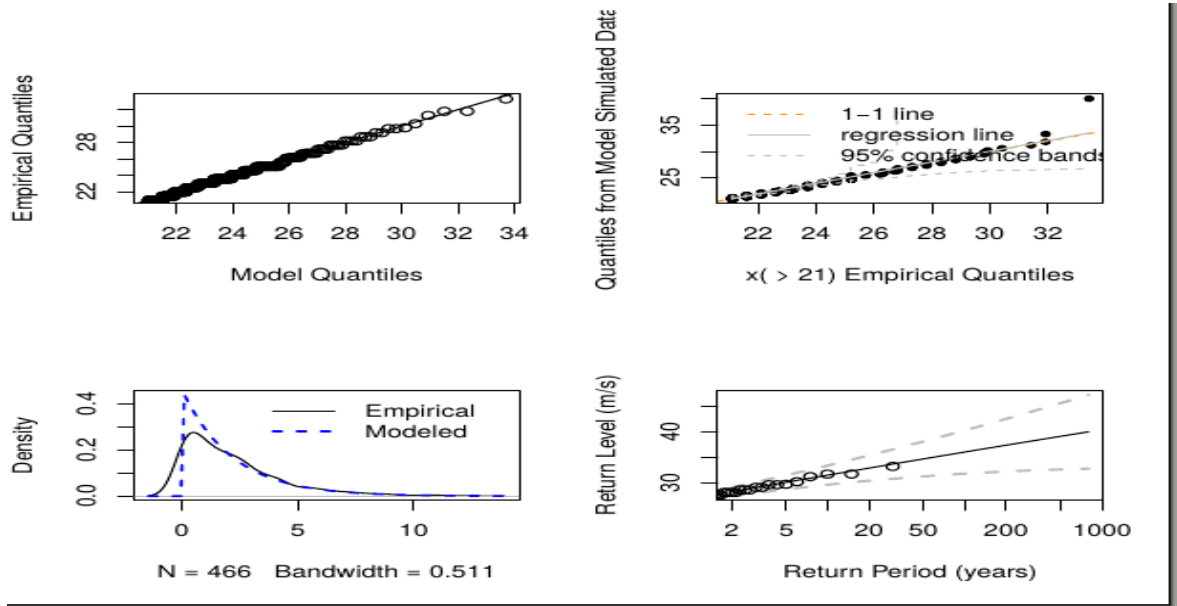 Empirical Quantiles
28
22
22 24 26 28 30 32 34
Model Quantiles
Quantiles from Model Simulated Data
35
25
1−1 line
regression line
95% confidence bands
22 24 26 28 30 32
x( > 21) Empirical Quantiles
Density
0.4
0.2
0.0
Empirical
Modeled
0 5 10
N = 466 Bandwidth = 0.511
Return Level (m/s)
40
30
2 5 10 20 50 200 1000
Return Period (years)